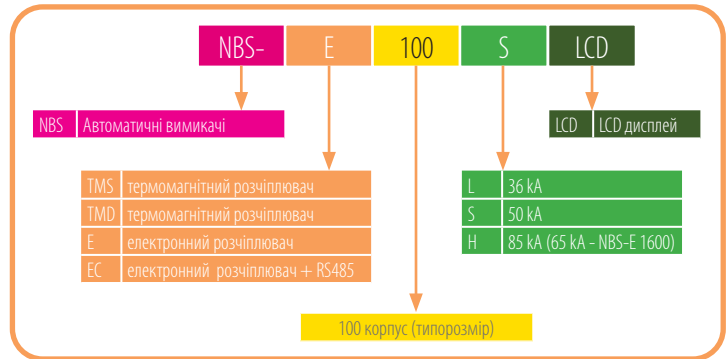 NBS- E 100 S LCD
NBS Автоматичні вимикачі
LCD LCD дисплей
TMS термомагнітний розчіплювач
TMD термомагнітний розчіплювач
E електронний розчіплювач
EC електронний розчіплювач + RS485
L 36 kA
S 50 kA
H 85 kA (65 kA - NBS-E 1600)
100 корпус (типорозмір)